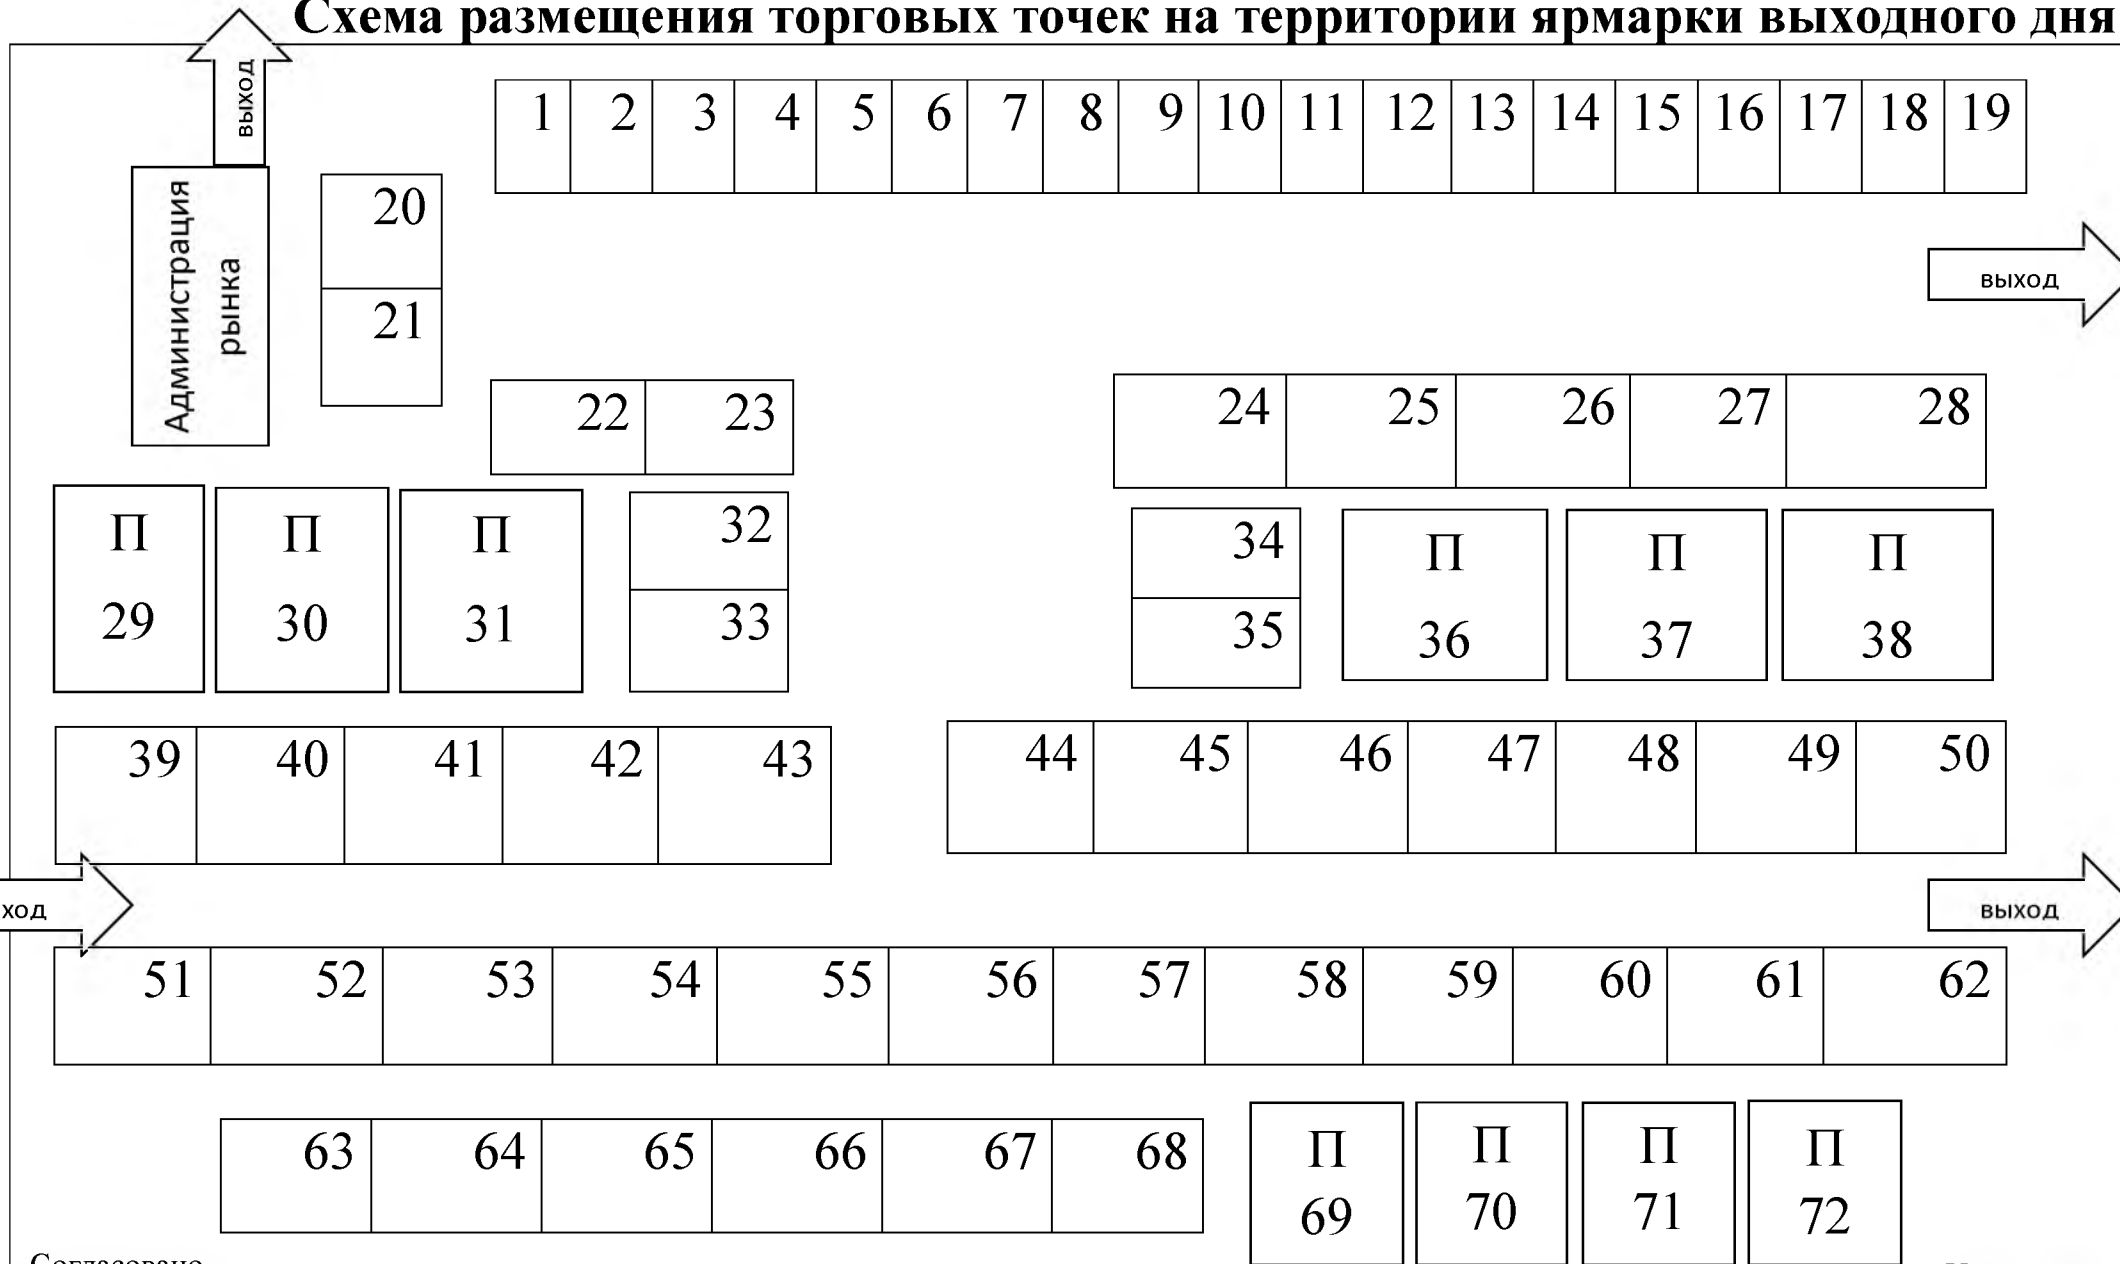 Схема размещения торговых точек на территории ярмарки выходного дня
выход
1 2 3 4 5 6 7 8 9 10 11 12 13 14 15 16 17 18 19
Администрация
рынка
20
21
выход
22 23
24 25 26 27 28
П П П
29 30 31
32
33
34
35
П П П
36 37 38
39 40 41 42 43
44 45 46 47 48 49 50
ход
выход
51 52 53 54 55 56 57 58 59 60 61 62
63 64 65 66 67 68
П П П П
69 70 71 72
Согласовано